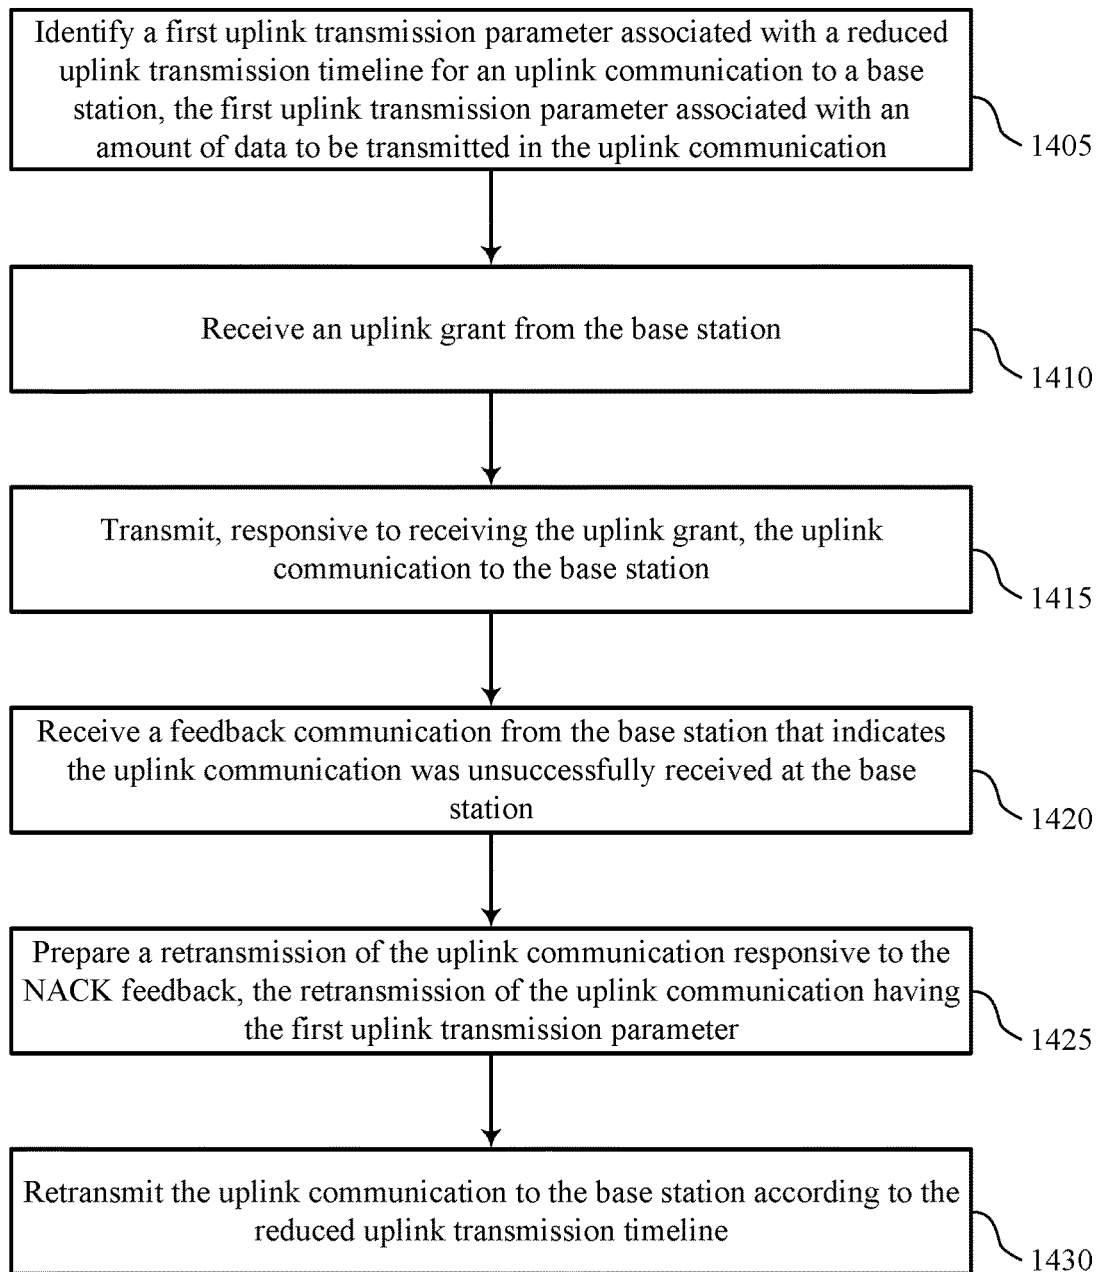 Identify a first uplink transmission parameter associated with a reduced
uplink transmission timeline for an uplink communication to a base
station, the first uplink transmission parameter associated with an
amount of data to be transmitted in the uplink communication
1405
Receive an uplink grant from the base station
1410
Transmit, responsive to receiving the uplink grant, the uplink
communication to the base station
1415
Receive a feedback communication from the base station that indicates
the uplink communication was unsuccessfully received at the base
station
1420
Prepare a retransmission of the uplink communication responsive to the
NACK feedback, the retransmission of the uplink communication having
the first uplink transmission parameter
1425
Retransmit the uplink communication to the base station according to the
reduced uplink transmission timeline
1430